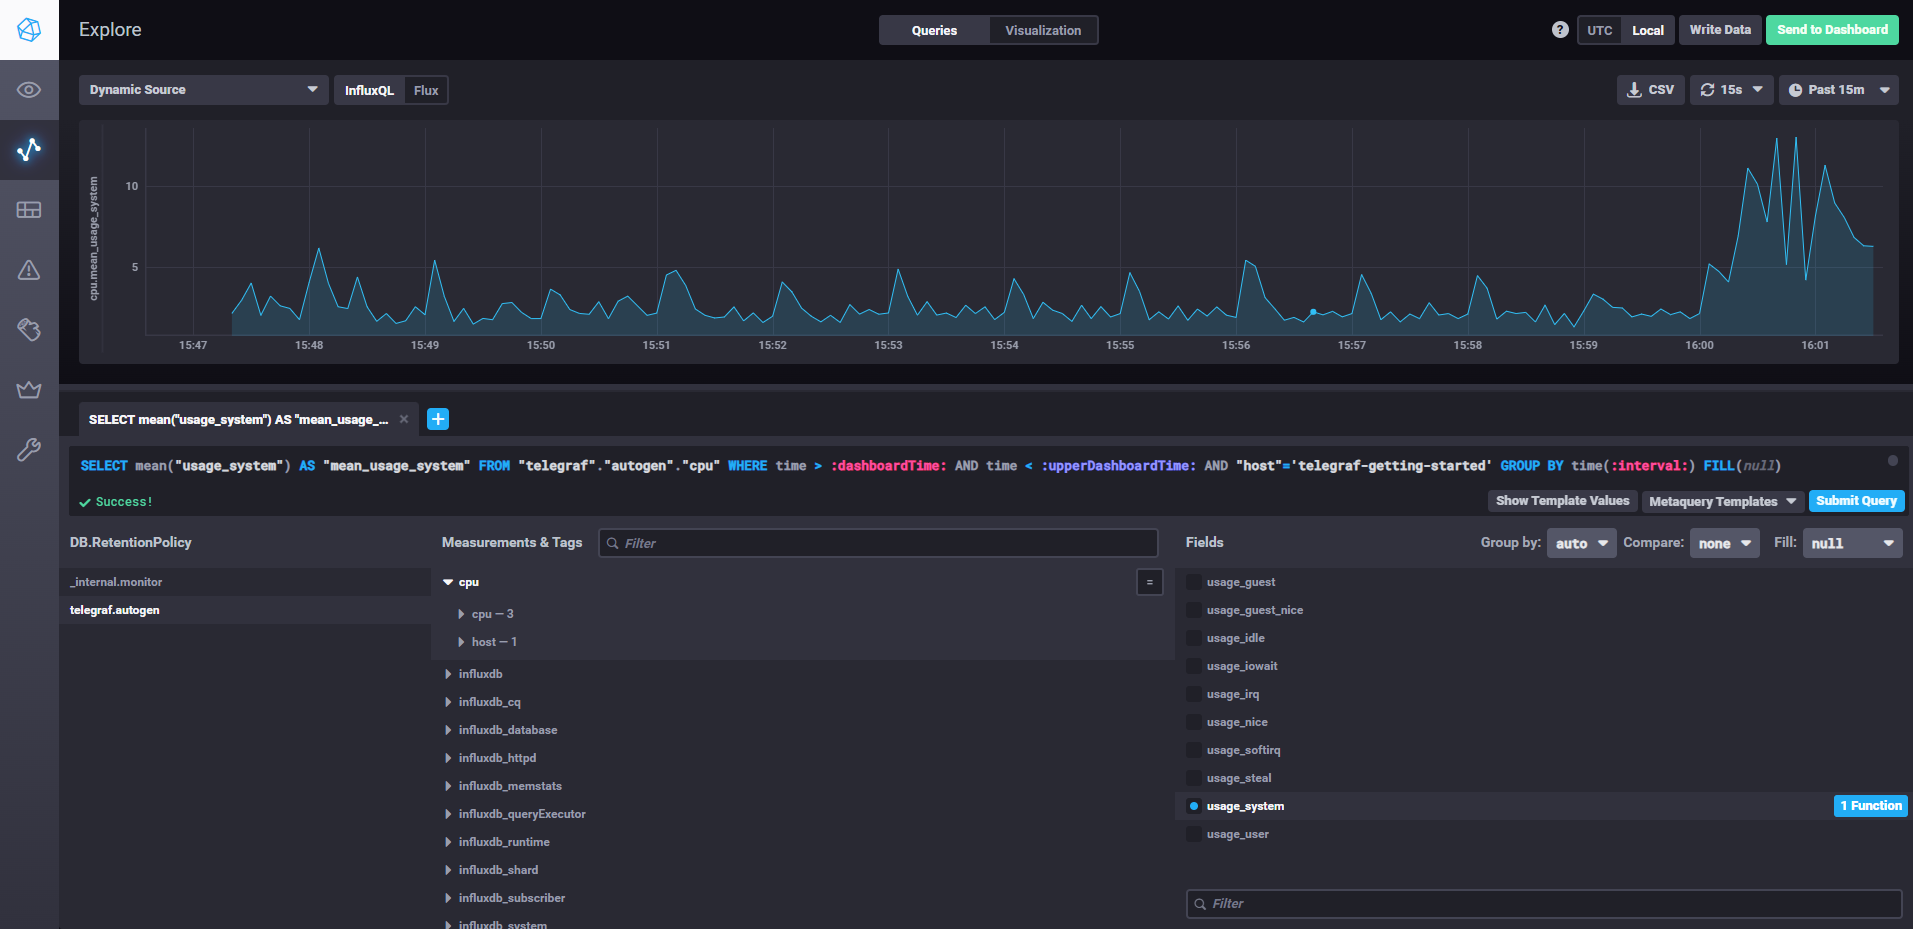 Explore
Queries
Visualization
?
UTC
Local
Write Data
Send to Dashboard
Dynamic Source
InfluxQL
Flux
CSV
15s
Past 15m
cpu.mean_usage_system
10
5
15:47
15:48
15:49
15:50
15:51
15:52
15:53
15:54
15:55
15:56
15:57
15:58
15:59
16:00
16:01
SELECT mean("usage_system") AS "mean_usage_...
SELECT mean("usage_system") AS "mean_usage_system" FROM "telegraf"."autogen"."cpu" WHERE time > :dashboardTime: AND time < :upperDashboardTime: AND "host"='telegraf-getting-started' GROUP BY time(:interval:) FILL(null)
Success!
Show Template Values
Metaquery Templates
Submit Query
DB.RetentionPolicy
_internal.monitor
telegraf.autogen
Measurements & Tags
Filter
cpu
=
cpu — 3
host — 1
influxdb
influxdb_cq
influxdb_database
influxdb_httpd
influxdb_memstats
influxdb_queryExecutor
influxdb_runtime
influxdb_shard
influxdb_subscriber
influxdb_system
Fields
Group by:
auto
Compare:
none
Fill:
null
usage_guest
usage_guest_nice
usage_idle
usage_iowait
usage_irq
usage_nice
usage_softirq
usage_steal
usage_system
1 Function
usage_user
Filter